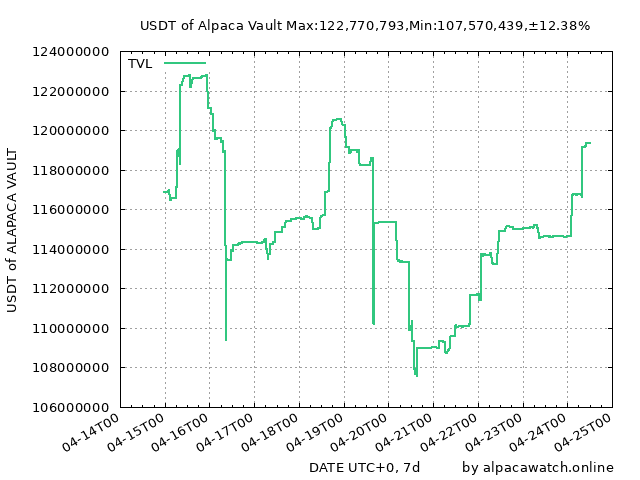 USDT of Alpaca Vault Max:122,770,793,Min:107,570,439,±12.38%
TVL
USDT of ALAPACA VAULT
124000000
122000000
120000000
118000000
116000000
114000000
112000000
110000000
108000000
106000000
04-14T00
04-15T00
04-16T00
04-17T00
04-18T00
04-19T00
04-20T00
04-21T00
04-22T00
04-23T00
04-24T00
04-25T00
DATE UTC+0, 7d
by alpacawatch.online